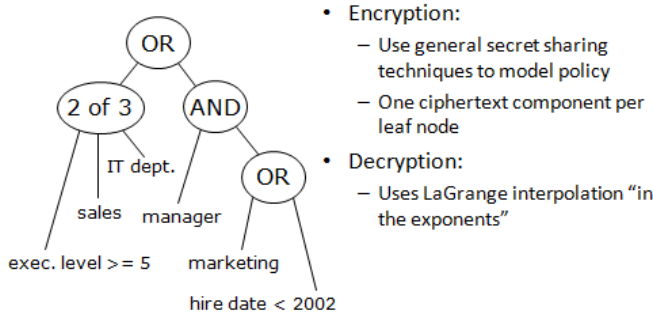 OR
2 of 3
AND
IT dept.
OR
sales
manager
exec. level >= 5
marketing
hire date < 2002
• Encryption:
– Use general secret sharing
techniques to model policy
– One ciphertext component per
leaf node
• Decryption:
– Uses LaGrange interpolation “in
the exponents”